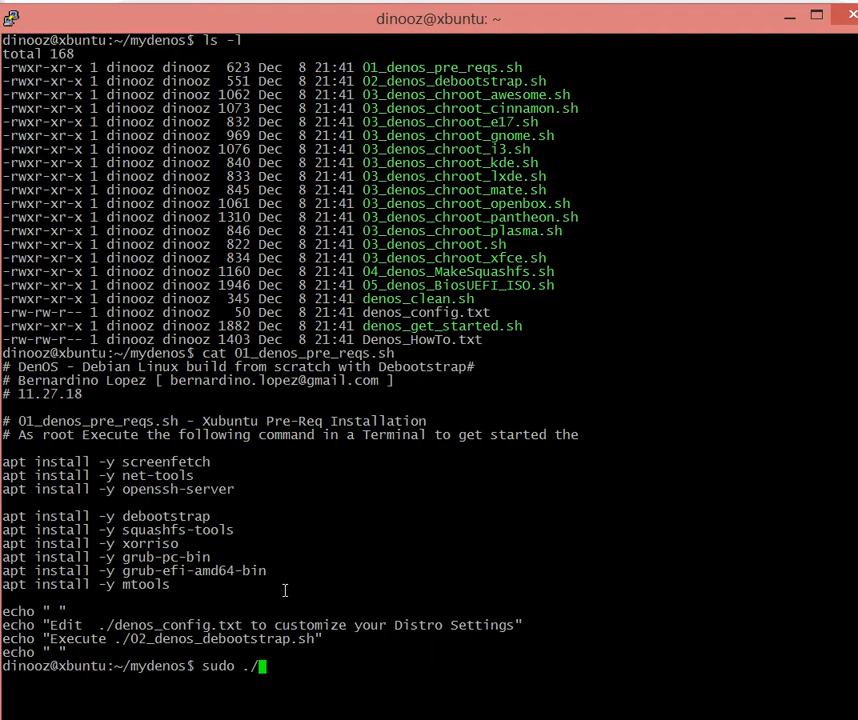 dinooz@xbuntu: ~
dinooz@xbuntu:~/mydenos$ ls -l
total 168
-rwxr-xr-x 1 dinooz dinooz  623 Dec  8 21:41 01_denos_pre_reqs.sh
-rwxr-xr-x 1 dinooz dinooz  551 Dec  8 21:41 02_denos_debootstrap.sh
-rwxr-xr-x 1 dinooz dinooz 1062 Dec  8 21:41 03_denos_chroot_awesome.sh
-rwxr-xr-x 1 dinooz dinooz 1073 Dec  8 21:41 03_denos_chroot_cinnamon.sh
-rwxr-xr-x 1 dinooz dinooz  832 Dec  8 21:41 03_denos_chroot_e17.sh
-rwxr-xr-x 1 dinooz dinooz  969 Dec  8 21:41 03_denos_chroot_gnome.sh
-rwxr-xr-x 1 dinooz dinooz 1076 Dec  8 21:41 03_denos_chroot_i3.sh
-rwxr-xr-x 1 dinooz dinooz  840 Dec  8 21:41 03_denos_chroot_kde.sh
-rwxr-xr-x 1 dinooz dinooz  833 Dec  8 21:41 03_denos_chroot_lxde.sh
-rwxr-xr-x 1 dinooz dinooz  845 Dec  8 21:41 03_denos_chroot_mate.sh
-rwxr-xr-x 1 dinooz dinooz 1061 Dec  8 21:41 03_denos_chroot_openbox.sh
-rwxr-xr-x 1 dinooz dinooz 1310 Dec  8 21:41 03_denos_chroot_pantheon.sh
-rwxr-xr-x 1 dinooz dinooz  846 Dec  8 21:41 03_denos_chroot_plasma.sh
-rwxr-xr-x 1 dinooz dinooz  822 Dec  8 21:41 03_denos_chroot.sh
-rwxr-xr-x 1 dinooz dinooz  834 Dec  8 21:41 03_denos_chroot_xfce.sh
-rwxr-xr-x 1 dinooz dinooz 1160 Dec  8 21:41 04_denos_MakeSquashfs.sh
-rwxr-xr-x 1 dinooz dinooz 1946 Dec  8 21:41 05_denos_BiosUEFI_ISO.sh
-rwxr-xr-x 1 dinooz dinooz  345 Dec  8 21:41 denos_clean.sh
-rw-rw-r-- 1 dinooz dinooz   50 Dec  8 21:41 denos_config.txt
-rwxr-xr-x 1 dinooz dinooz 1882 Dec  8 21:41 denos_get_started.sh
-rw-rw-r-- 1 dinooz dinooz 1403 Dec  8 21:41 Denos_HowTo.txt
dinooz@xbuntu:~/mydenos$ cat 01_denos_pre_reqs.sh
# DenOS - Debian Linux build from scratch with Debootstrap#
# Bernardino Lopez [ bernardino.lopez@gmail.com ]
# 11.27.18
# 01_denos_pre_reqs.sh - Xubuntu Pre-Req Installation
# As root Execute the following command in a Terminal to get started the
apt install -y screenfetch
apt install -y net-tools
apt install -y openssh-server
apt install -y debootstrap
apt install -y squashfs-tools
apt install -y xorriso
apt install -y grub-pc-bin
apt install -y grub-efi-amd64-bin
apt install -y mtools
echo " "
echo "Edit  ./denos_config.txt to customize your Distro Settings"
echo "Execute ./02_denos_debootstrap.sh"
echo " "
dinooz@xbuntu:~/mydenos$ sudo ./